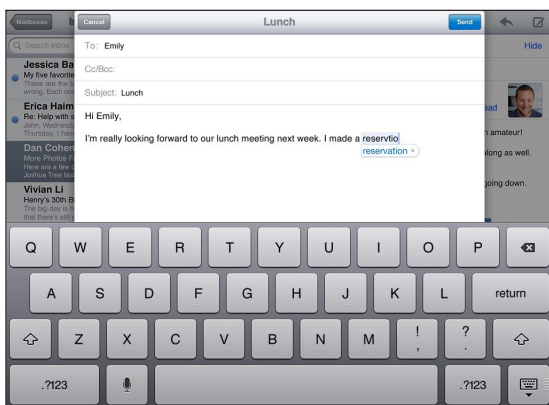 Mailboxes
Cancel
Lunch
Send
Search Inbox
To: Emily
Hide
Cc/Bcc:
Subject: Lunch
Hi Emily,
I'm really looking forward to our lunch meeting next week. I made a reservtio
reservation ×
Jessica Ba
My five favorite
These are the
wrong. Each one
Erica Haim
Re: Help with s
John, Wednesd
Thursday, I hav
Dan Cohen
More Photos F
Here are a few
Joshua Tree las
Vivian Li
Henry's 30th B
The big day is
that there's still
ead
n amateur!
along as well.
going down.
Q W E R T Y U I O P
A S D F G H J K L return
Z X C V B N M ! , ? .
.?123 .?123